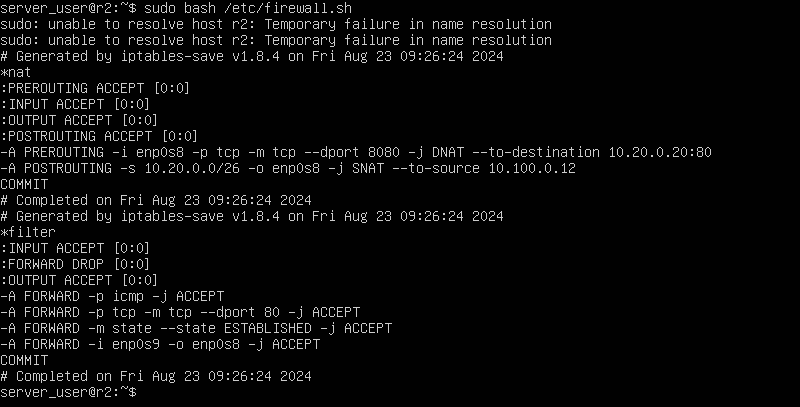 server_user@r2:~$ sudo bash /etc/firewall.sh
sudo: unable to resolve host r2: Temporary failure in name resolution
sudo: unable to resolve host r2: Temporary failure in name resolution
# Generated by iptables-save v1.8.4 on Fri Aug 23 09:26:24 2024
*nat
:PREROUTING ACCEPT [0:0]
:INPUT ACCEPT [0:0]
:OUTPUT ACCEPT [0:0]
:POSTROUTING ACCEPT [0:0]
-A PREROUTING -i enp0s8 -p tcp -m tcp --dport 8080 -j DNAT --to-destination 10.20.0.20:80
-A POSTROUTING -s 10.20.0.0/26 -o enp0s8 -j SNAT --to-source 10.100.0.12
COMMIT
# Completed on Fri Aug 23 09:26:24 2024
# Generated by iptables-save v1.8.4 on Fri Aug 23 09:26:24 2024
*filter
:INPUT ACCEPT [0:0]
:FORWARD DROP [0:0]
:OUTPUT ACCEPT [0:0]
-A FORWARD -p icmp -j ACCEPT
-A FORWARD -p tcp -m tcp --dport 80 -j ACCEPT
-A FORWARD -m state --state ESTABLISHED -j ACCEPT
-A FORWARD -i enp0s9 -o enp0s8 -j ACCEPT
COMMIT
# Completed on Fri Aug 23 09:26:24 2024
server_user@r2:~$